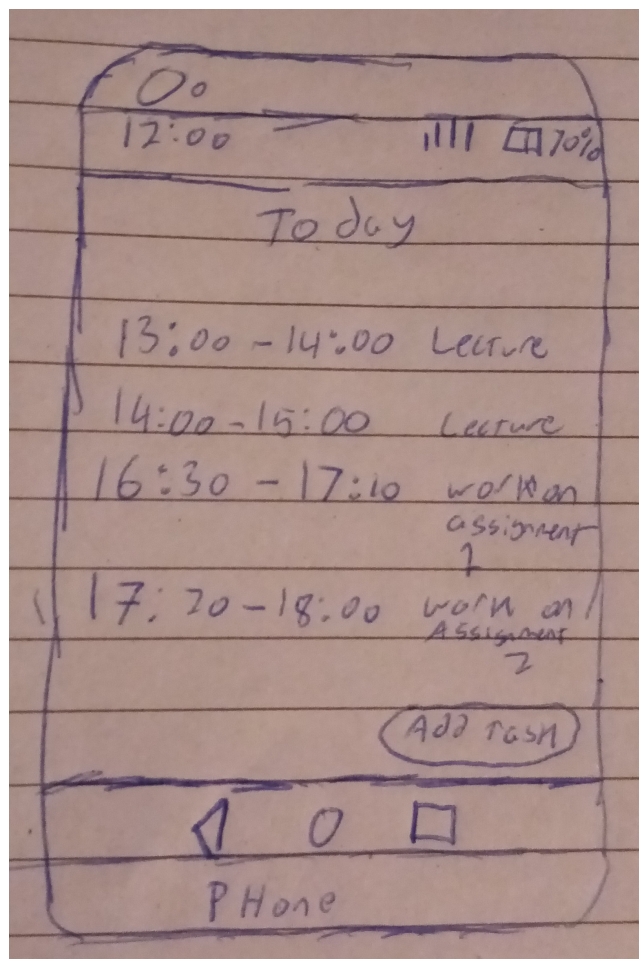 12:00 70%
Today
13:00 - 14:00 Lecture
14:00 - 15:00 Lecture
16:30 - 17:10 work on
assignment
1
17:20 - 18:00 work on
Assignment
2
Add Task
PHone